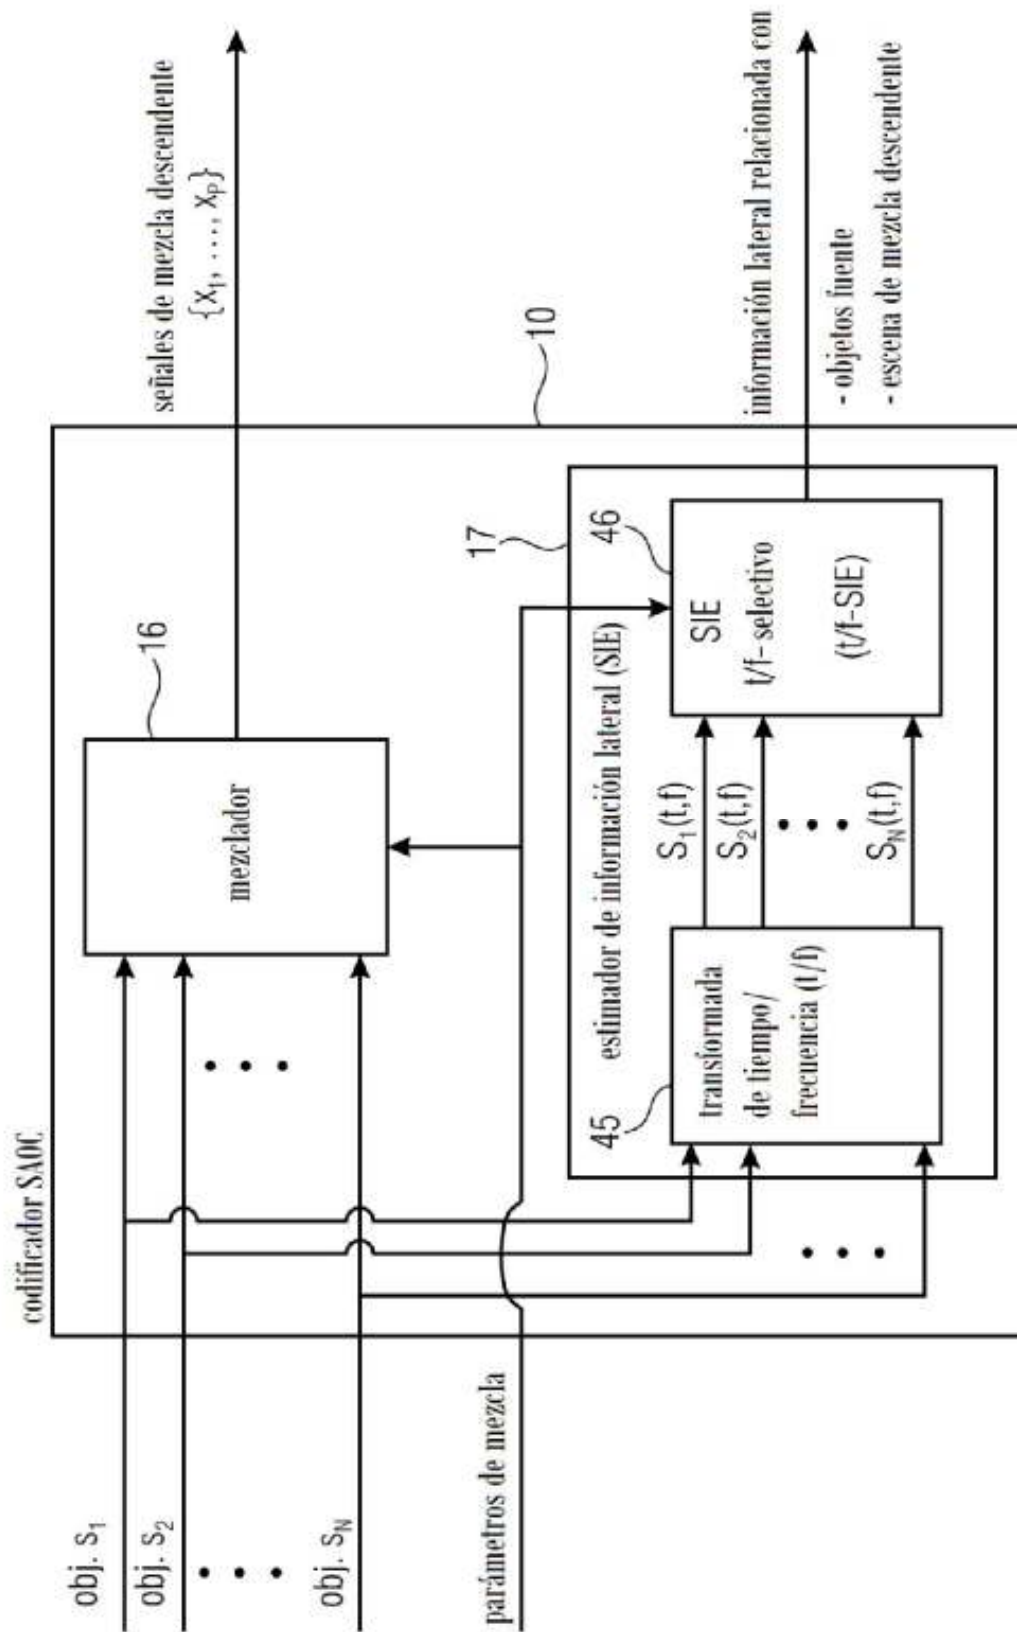 codificador SAOC
obj. s1
obj. s2
obj. sN
parámetros de mezcla
mezclador
16
señales de mezcla descendente
{X1, ..., XP}
10
17
estimador de información lateral (SIE)
45
transformada
de tiempo/
frecuencia (t/f)
S1(t,f)
S2(t,f)
SN(t,f)
46
SIE
t/f- selectivo
(t/f-SIE)
información lateral relacionada con
- objetos fuente
- escena de mezcla descendente